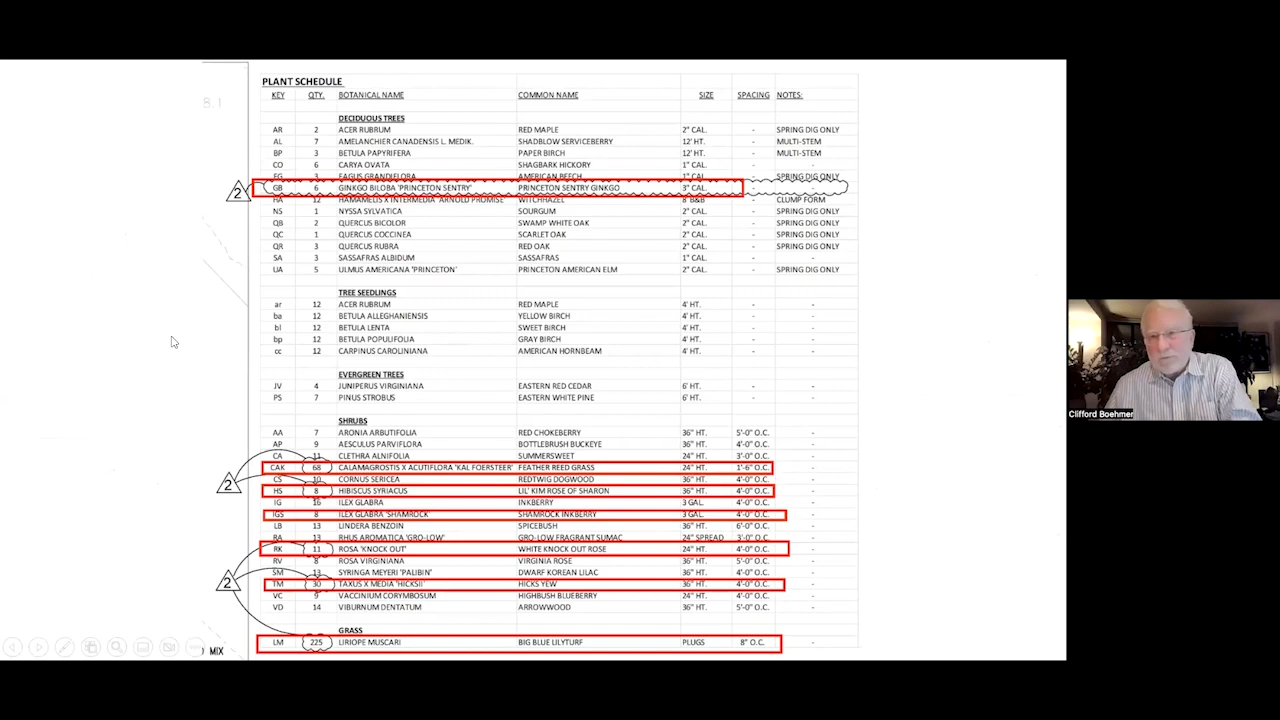 8.1
PLANT SCHEDULE
KEY QTY. BOTANICAL NAME COMMON NAME SIZE SPACING NOTES:
DECIDUOUS TREES
AR 2 ACER RUBRUM RED MAPLE 2" CAL. - SPRING DIG ONLY
AL 7 AMELANCHIER CANADENSIS L. MEDIK. SHADBLOW SERVICEBERRY 12' HT. - MULTI-STEM
BP 3 BETULA PAPYRIFERA PAPER BIRCH 12' HT. - MULTI-STEM
CO 6 CARYA OVATA SHAGBARK HICKORY 1" CAL. - -
FG 3 FAGUS GRANDIFLORA AMERICAN BEECH 1" CAL. - SPRING DIG ONLY
2 GB 6 GINKGO BILOBA 'PRINCETON SENTRY' PRINCETON SENTRY GINKGO 3" CAL. - -
HA 12 HAMAMELIS X INTERMEDIA 'ARNOLD PROMISE' WITCHHAZEL 8' B&B - CLUMP FORM
NS 1 NYSSA SYLVATICA SOURGUM 2" CAL. - SPRING DIG ONLY
QB 2 QUERCUS BICOLOR SWAMP WHITE OAK 2" CAL. - SPRING DIG ONLY
QC 1 QUERCUS COCCINEA SCARLET OAK 2" CAL. - SPRING DIG ONLY
QR 3 QUERCUS RUBRA RED OAK 2" CAL. - SPRING DIG ONLY
SA 3 SASSAFRAS ALBIDUM SASSAFRAS 1" CAL. - -
UA 5 ULMUS AMERICANA 'PRINCETON' PRINCETON AMERICAN ELM 2" CAL. - SPRING DIG ONLY
TREE SEEDLINGS
ar 12 ACER RUBRUM RED MAPLE 4' HT. - -
ba 12 BETULA ALLEGHANIENSIS YELLOW BIRCH 4' HT. - -
bl 12 BETULA LENTA SWEET BIRCH 4' HT. - -
bp 12 BETULA POPULIFOLIA GRAY BIRCH 4' HT. - -
cc 12 CARPINUS CAROLINIANA AMERICAN HORNBEAM 4' HT. - -
EVERGREEN TREES
JV 4 JUNIPERUS VIRGINIANA EASTERN RED CEDAR 6' HT. - -
PS 7 PINUS STROBUS EASTERN WHITE PINE 6' HT. - -
SHRUBS
AA 7 ARONIA ARBUTIFOLIA RED CHOKEBERRY 36" HT. 5'-0" O.C. -
AP 9 AESCULUS PARVIFLORA BOTTLEBRUSH BUCKEYE 36" HT. 4'-0" O.C. -
CA 11 CLETHRA ALNIFOLIA SUMMERSWEET 24" HT. 3'-0" O.C. -
CAK 68 CALAMAGROSTIS X ACUTIFLORA 'KAL FOERSTEER' FEATHER REED GRASS 24" HT. 1'-6" O.C. -
2 CS 10 CORNUS SERICEA REDTWIG DOGWOOD 36" HT. 4'-0" O.C. -
HS 8 HIBISCUS SYRIACUS LIL' KIM ROSE OF SHARON 36" HT. 4'-0" O.C. -
IG 16 ILEX GLABRA INKBERRY 3 GAL. 4'-0" O.C. -
IGS 8 ILEX GLABRA 'SHAMROCK' SHAMROCK INKBERRY 3 GAL. 4'-0" O.C. -
LB 13 LINDERA BENZOIN SPICEBUSH 36" HT. 6'-0" O.C. -
RA 13 RHUS AROMATICA 'GRO-LOW' GRO-LOW FRAGRANT SUMAC 24" SPREAD 3'-0" O.C. -
RK 11 ROSA 'KNOCK OUT' WHITE KNOCK OUT ROSE 24" HT. 4'-0" O.C. -
RV 8 ROSA VIRGINIANA VIRGINIA ROSE 36" HT. 5'-0" O.C. -
SM 13 SYRINGA MEYERI 'PALIBIN' DWARF KOREAN LILAC 36" HT. 4'-0" O.C. -
2 TM 30 TAXUS X MEDIA 'HICKSII' HICKS YEW 36" HT. 4'-0" O.C. -
VC 9 VACCINIUM CORYMBOSUM HIGHBUSH BLUEBERRY 36" HT. 4'-0" O.C. -
VD 14 VIBURNUM DENTATUM ARROWWOOD 36" HT. 5'-0" O.C. -
GRASS
LM 225 LIRIOPE MUSCARI BIG BLUE LILYTURF PLUGS 8" O.C. -
MIX
Clifford Boehmer